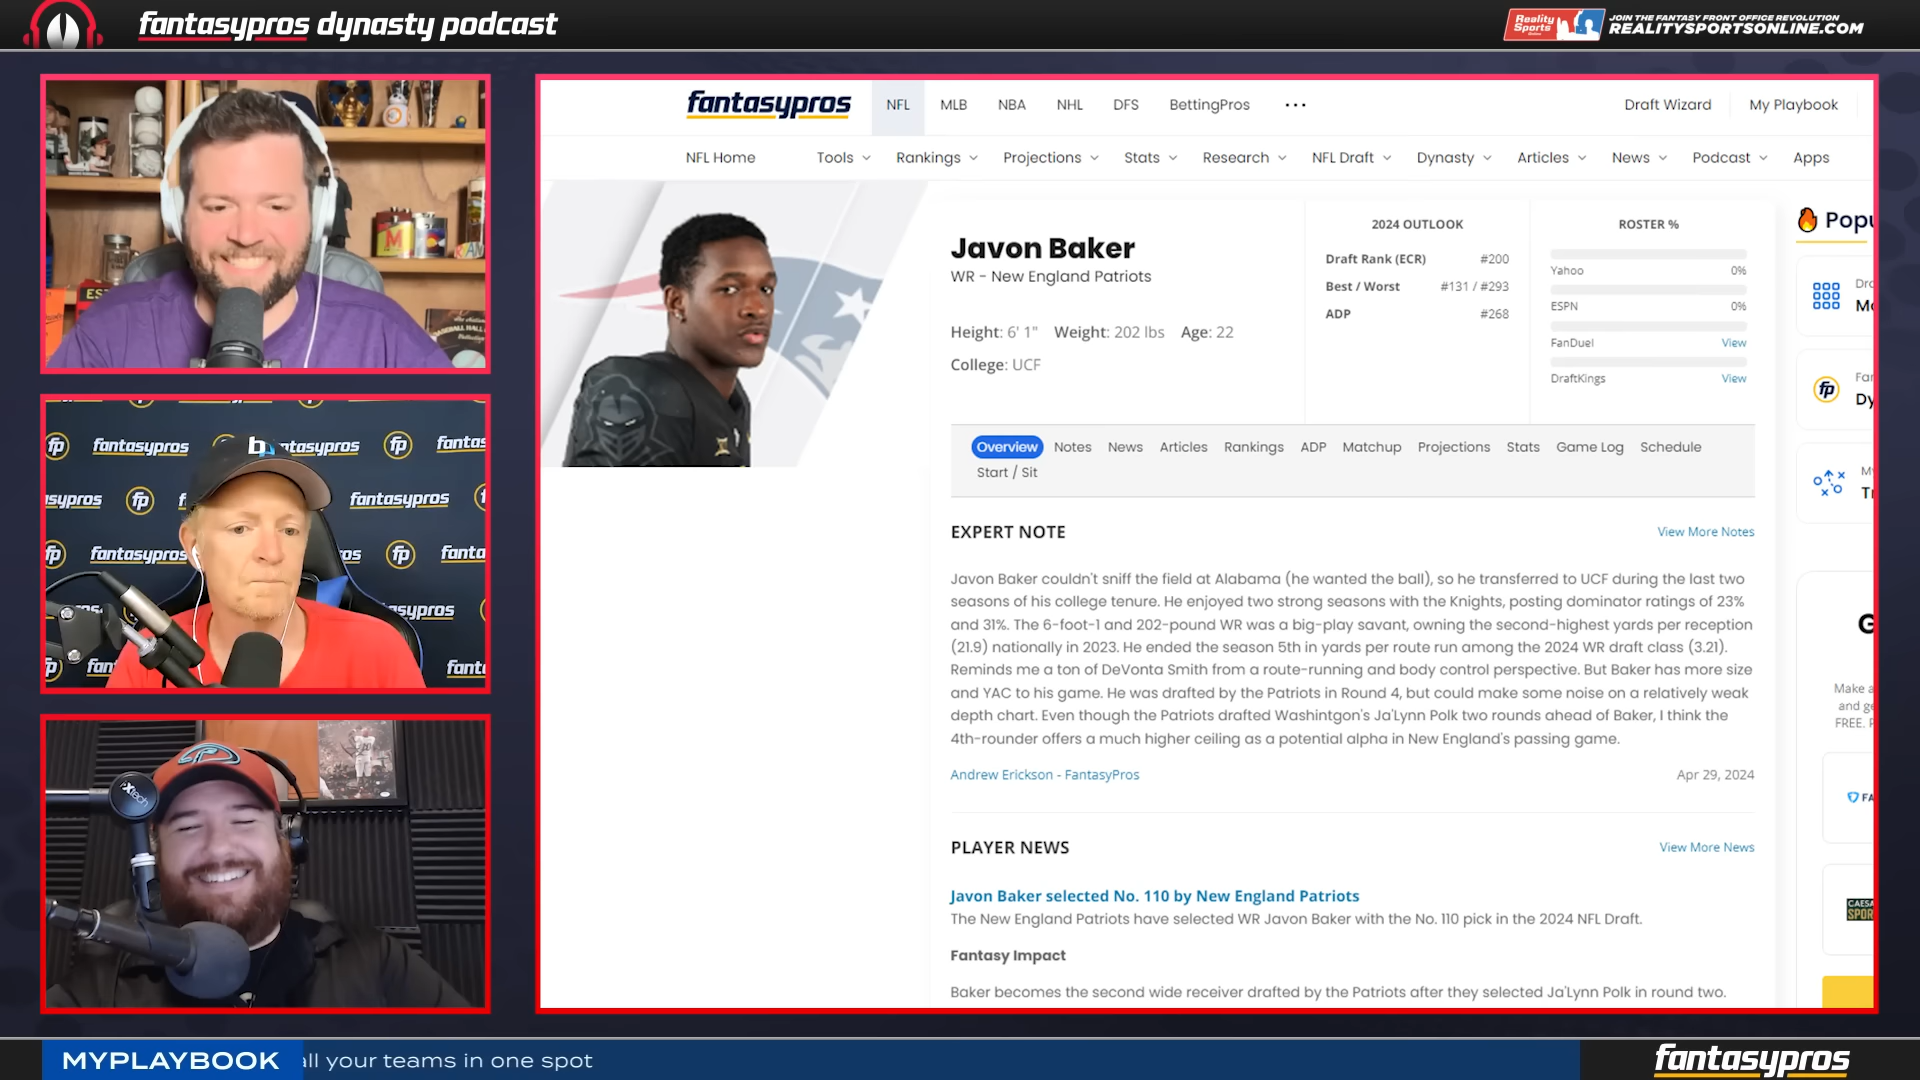 fantasypros dynasty podcast
Reality Sports Online
JOIN THE FANTASY FRONT OFFICE REVOLUTION
REALITYSPORTSONLINE.COM
fantasypros
NFL
MLB
NBA
NHL
DFS
BettingPros
...
Draft Wizard
My Playbook
NFL Home
Tools
Rankings
Projections
Stats
Research
NFL Draft
Dynasty
Articles
News
Podcast
Apps
Javon Baker
WR - New England Patriots
Height: 6' 1" Weight: 202 lbs Age: 22
College: UCF
2024 OUTLOOK
Draft Rank (ECR) #200
Best / Worst #131 / #293
ADP #268
ROSTER %
Yahoo 0%
ESPN 0%
FanDuel View
DraftKings View
Popu
Dra
Mo
Fan
Dy
M
Tr
Overview Notes News Articles Rankings ADP Matchup Projections Stats Game Log Schedule
Start / Sit
EXPERT NOTE
View More Notes
Javon Baker couldn't sniff the field at Alabama (he wanted the ball), so he transferred to UCF during the last two
seasons of his college tenure. He enjoyed two strong seasons with the Knights, posting dominator ratings of 23%
and 31%. The 6-foot-1 and 202-pound WR was a big-play savant, owning the second-highest yards per reception
(21.9) nationally in 2023. He ended the season 5th in yards per route run among the 2024 WR draft class (3.21).
Reminds me a ton of DeVonta Smith from a route-running and body control perspective. But Baker has more size
and YAC to his game. He was drafted by the Patriots in Round 4, but could make some noise on a relatively weak
depth chart. Even though the Patriots drafted Washintgon's Ja'Lynn Polk two rounds ahead of Baker, I think the
4th-rounder offers a much higher ceiling as a potential alpha in New England's passing game.
Andrew Erickson - FantasyPros
Apr 29, 2024
G
Make a
and ge
FREE. P
FA
CAESA
SPOR
PLAYER NEWS
View More News
Javon Baker selected No. 110 by New England Patriots
The New England Patriots have selected WR Javon Baker with the No. 110 pick in the 2024 NFL Draft.
Fantasy Impact
Baker becomes the second wide receiver drafted by the Patriots after they selected Ja'Lynn Polk in round two.
MYPLAYBOOK
all your teams in one spot
fantasypros